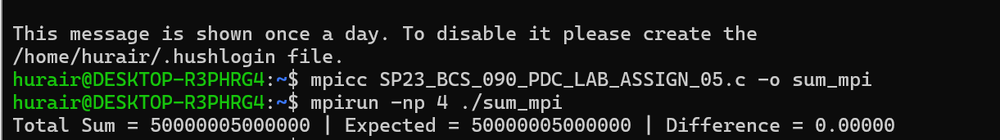 This message is shown once a day. To disable it please create the
/home/hurair/.hushlogin file.
hurair@DESKTOP-R3PHRG4:~$ mpicc SP23_BCS_090_PDC_LAB_ASSIGN_05.c -o sum_mpi
hurair@DESKTOP-R3PHRG4:~$ mpirun -np 4 ./sum_mpi
Total Sum = 50000005000000 | Expected = 50000005000000 | Difference = 0.00000